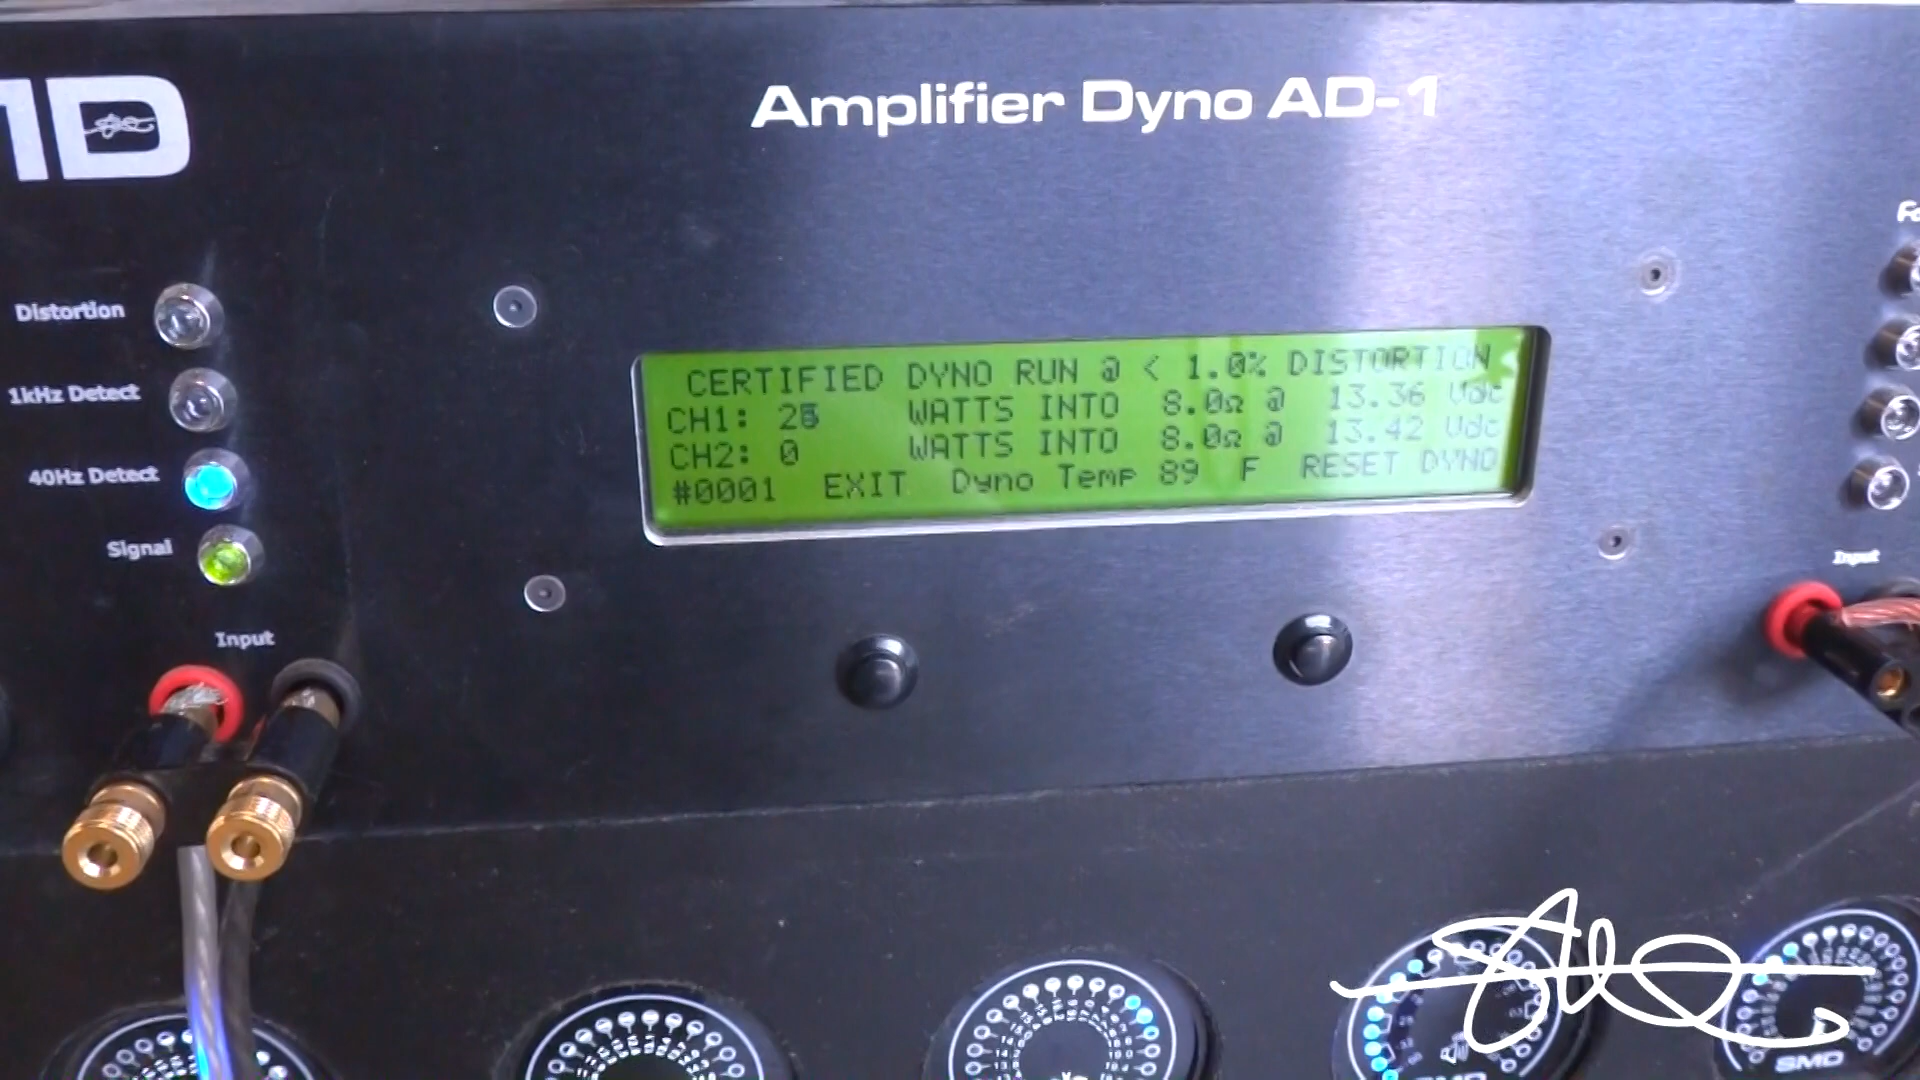 Amplifier Dyno AD-1
Distortion
1kHz Detect
40Hz Detect
Signal
Input
CERTIFIED DYNO RUN @ < 1.0% DISTORTION
CH1: WATTS INTO 8.0Ω @ 13.36 Vdc
CH2: 0 WATTS INTO 8.0Ω @ 13.42 Vdc
#0001 EXIT Dyno Temp 89 F RESET DYNO
Input
SMD
SMD